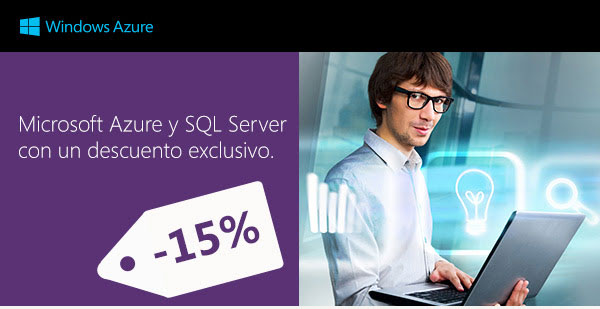 Windows Azure
Microsoft Azure y SQL Server
con un descuento exclusivo.
-15%